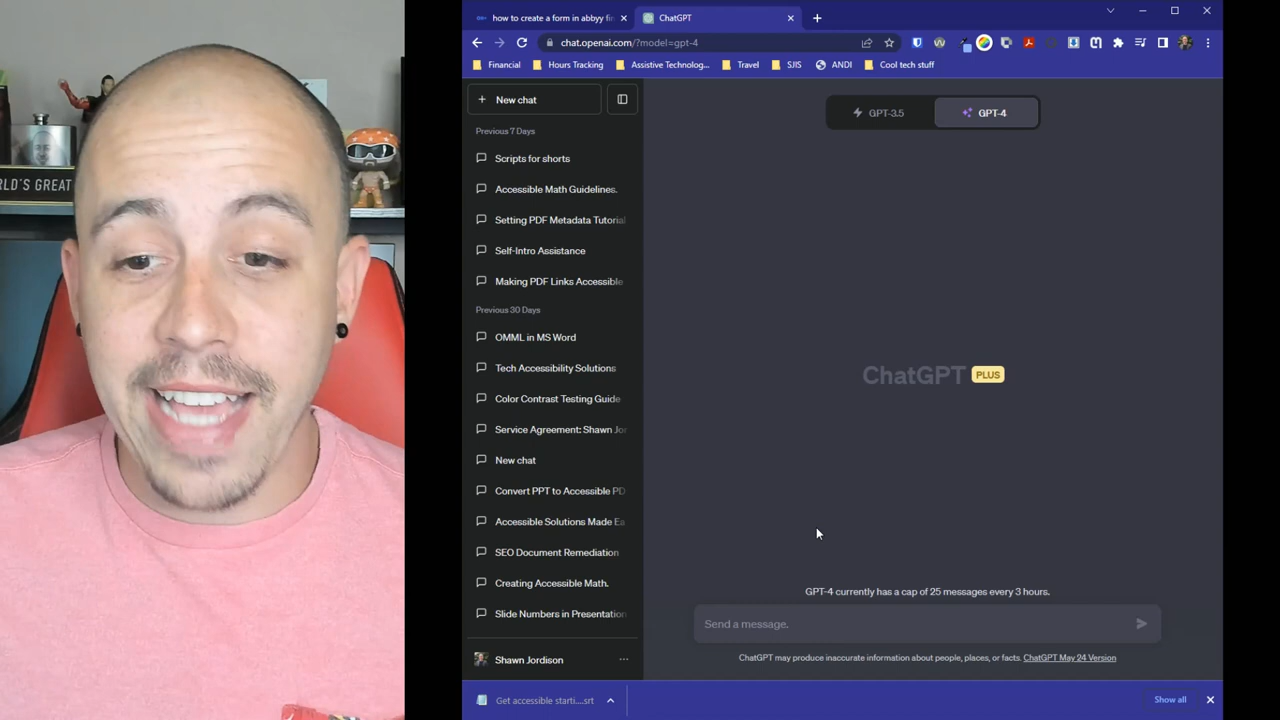 RLD'S GREAT
how to create a form in abbyy fin
ChatGPT
chat.openai.com/?model=gpt-4
Financial
Hours Tracking
Assistive Technolog...
Travel
SJIS
ANDI
Cool tech stuff
New chat
Previous 7 Days
Scripts for shorts
Accessible Math Guidelines.
Setting PDF Metadata Tutorial
Self-Intro Assistance
Making PDF Links Accessible
Previous 30 Days
OMML in MS Word
Tech Accessibility Solutions
Color Contrast Testing Guide
Service Agreement: Shawn Jor
New chat
Convert PPT to Accessible PD
Accessible Solutions Made Ea
SEO Document Remediation
Creating Accessible Math.
Slide Numbers in Presentation
Shawn Jordison
GPT-3.5
GPT-4
ChatGPT PLUS
GPT-4 currently has a cap of 25 messages every 3 hours.
Send a message.
ChatGPT may produce inaccurate information about people, places, or facts. ChatGPT May 24 Version
Get accessible starti....srt
Show all